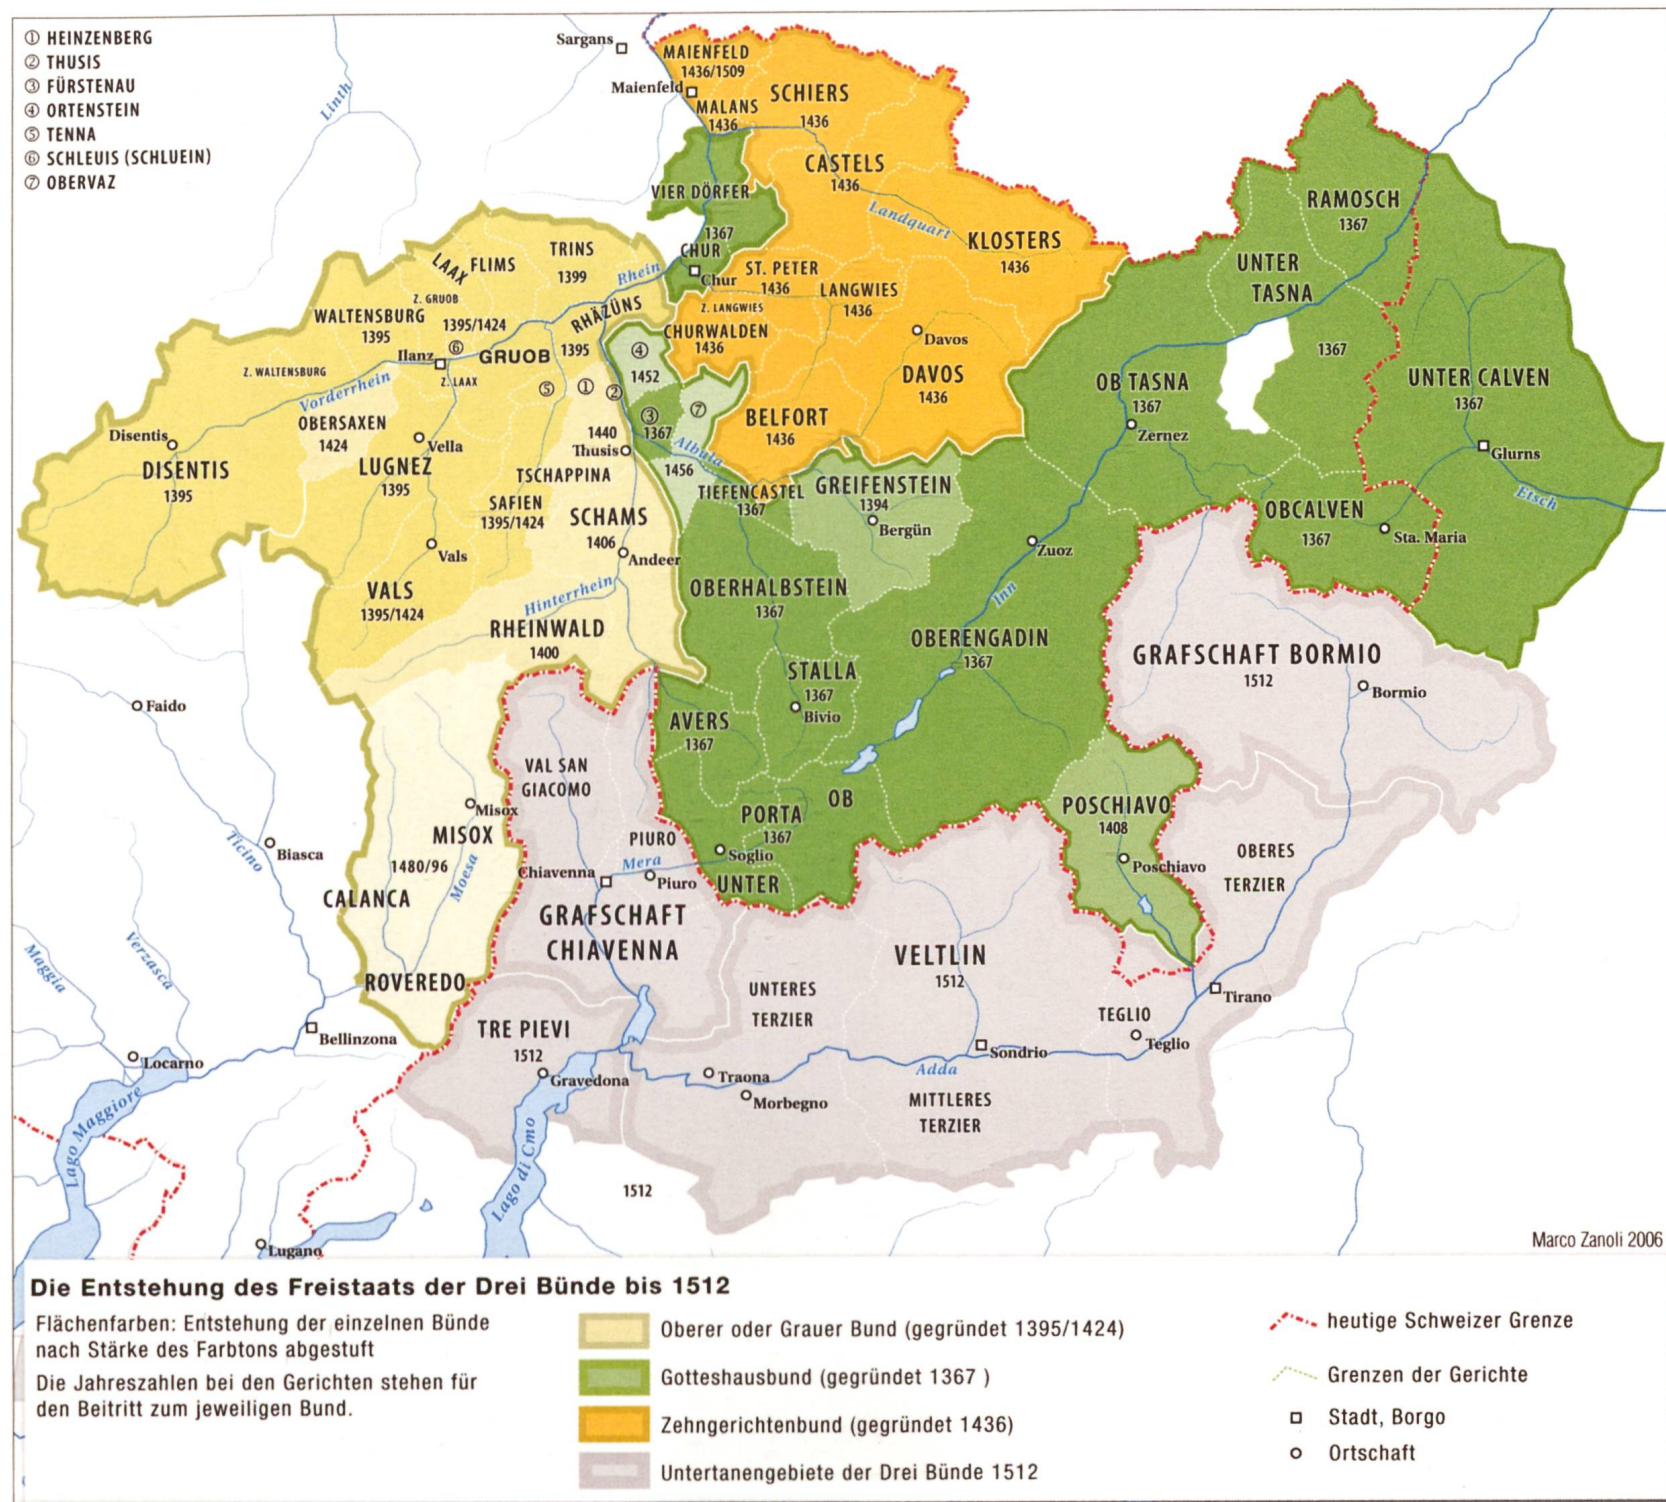 ① HEINZENBERG
② THUSIS
③ FÜRSTENAU
④ ORTENSTEIN
⑤ TENNA
⑥ SCHLEUIS (SCHLUEIN)
⑦ OBERVAZ
Sargans
Linth
MAIENFELD
1436/1509
Maienfeld
MALANS
1436
SCHIERS
1436
CASTELS
1436
Landquart
KLOSTERS
1436
VIER DÖRFER
1367
CHUR
Chur
ST. PETER
1436
LANGWIES
1436
Z. LANGWIES
CHURWALDEN
1436
Davos
DAVOS
1436
BELFORT
1436
RAMOSCH
1367
UNTER
TASNA
1367
OB TASNA
1367
Zernez
UNTER CALVEN
1367
Glurns
Etsch
OBCALVEN
1367
Sta. Maria
LAAX
FLIMS
TRINS
1399
Z. GRUOB
1395/1424
Rhein
WALTENSBURG
1395
RHÄZÜNS
1395
Ilanz
⑥
GRUOB
Z. WALTENBURG
Z. LAAX
Vorderrhein
⑤
①
②
④
1452
③
1367
⑦
Albula
1456
OBERSAXEN
1424
Disentis
DISENTIS
1395
Vella
LUGNEZ
1395
1440
Thusis
TSCHAPPINA
SAFIEN
1395/1424
SCHAMS
1406
Andeer
Vals
VALS
1395/1424
Hinterrhein
RHEINWALD
1400
TIEFENCASTEL
1367
GREIFENSTEIN
1394
Bergün
Zuoz
Inn
OBERHALBSTEIN
1367
OBERENGADIN
1367
STALLA
1367
Bivio
AVERS
1367
PORTA
1367
OB
Soglio
UNTER
GRAFSCHAFT BORMIO
1512
Bormio
POSCHIAVO
1408
Poschiavo
OBERES
TERZIER
Faido
Biasca
Ticino
Maggia
Verzasca
Misox
MISOX
1480/96
Moesa
CALANCA
ROVEREDO
VAL SAN
GIACOMO
PIURO
Mera
Chiavenna
Piuro
GRAFSCHAFT
CHIAVENNA
VELTLIN
1512
UNTERES
TERZIER
TEGLIO
Teglio
Tirano
TRE PIEVI
1512
Gravedona
Bellinzona
Locarno
Lago Maggiore
Traona
Morbegno
Sondrio
Adda
MITTLERES
TERZIER
Lago di Cmo
1512
Lugano
Marco Zanoli 2006
Die Entstehung des Freistaats der Drei Bünde bis 1512
Flächenfarben: Entstehung der einzelnen Bünde
nach Stärke des Farbtons abgestuft
Die Jahreszahlen bei den Gerichten stehen für
den Beitritt zum jeweiligen Bund.
Oberer oder Grauer Bund (gegründet 1395/1424)
Gotteshausbund (gegründet 1367 )
Zehngerichtenbund (gegründet 1436)
Untertanengebiete der Drei Bünde 1512
heutige Schweizer Grenze
Grenzen der Gerichte
Stadt, Borgo
Ortschaft